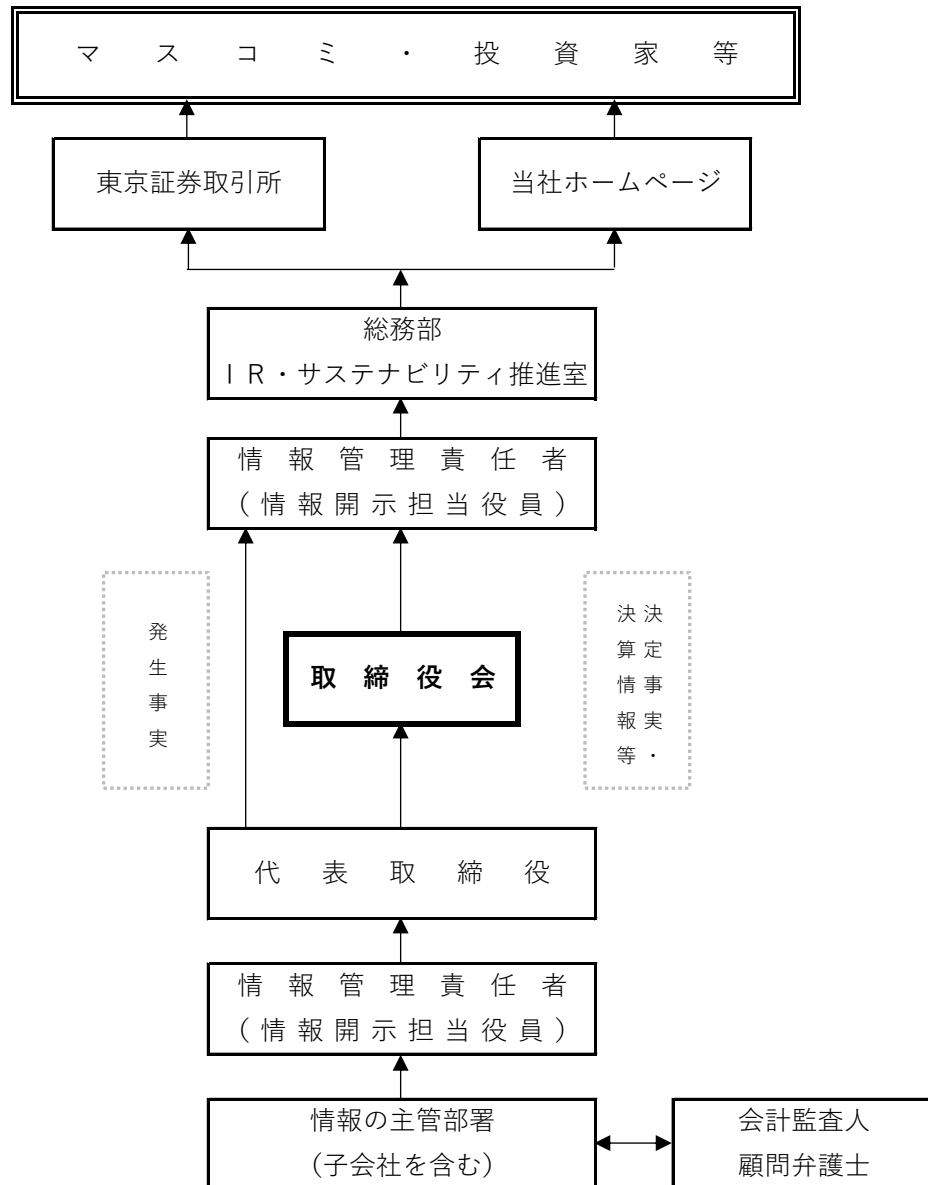 マスコミ・投資家等
東京証券取引所
当社ホームページ
総務部
ＩＲ・サステナビリティ推進室
情報管理責任者
（情報開示担当役員）
発生事実
取締役会
決定事実・
決算情報等
代表取締役
情報管理責任者
（情報開示担当役員）
情報の主管部署
(子会社を含む)
会計監査人
顧問弁護士